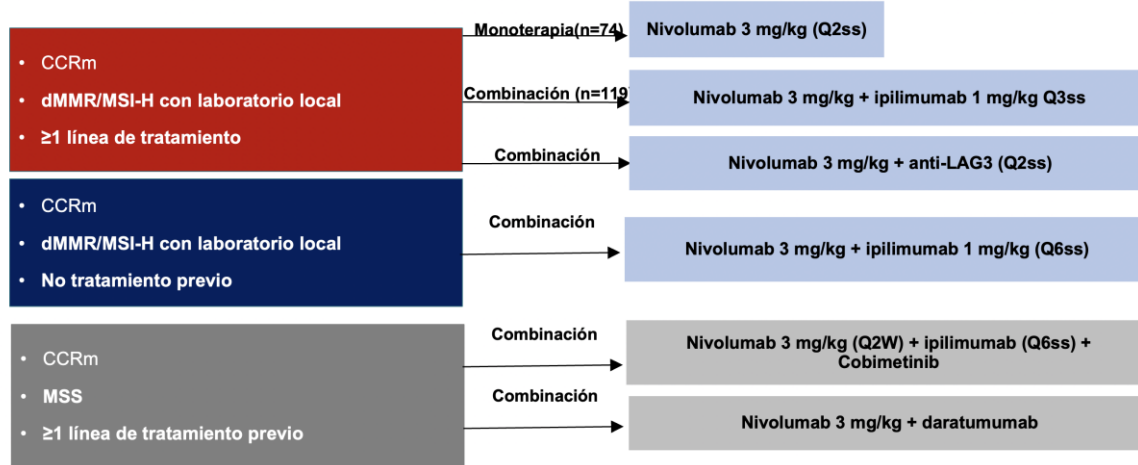 Monoterapia(n=74)
Nivolumab 3 mg/kg (Q2ss)
• CCRm
• dMMR/MSI-H con laboratorio local
• ≥1 línea de tratamiento
Combinación (n=119)
Nivolumab 3 mg/kg + ipilimumab 1 mg/kg Q3ss
Combinación
Nivolumab 3 mg/kg + anti-LAG3 (Q2ss)
• CCRm
• dMMR/MSI-H con laboratorio local
• No tratamiento previo
Combinación
Nivolumab 3 mg/kg + ipilimumab 1 mg/kg (Q6ss)
• CCRm
• MSS
• ≥1 línea de tratamiento previo
Combinación
Nivolumab 3 mg/kg (Q2W) + ipilimumab (Q6ss) +
Cobimetinib
Combinación
Nivolumab 3 mg/kg + daratumumab